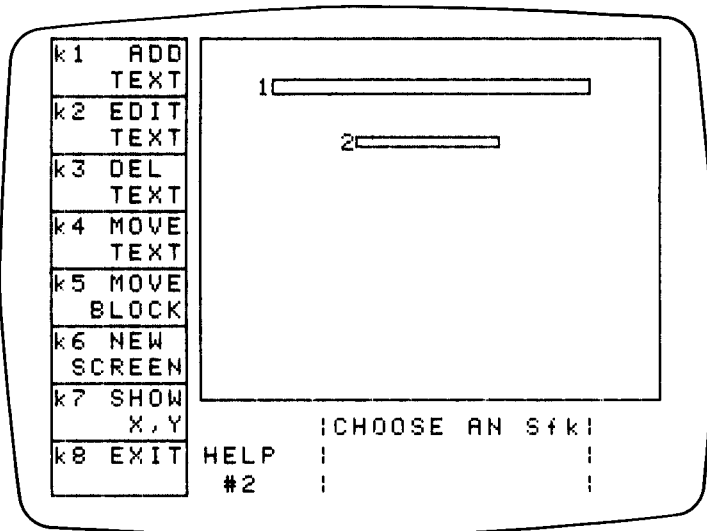 k1 ADD
TEXT
k2 EDIT
TEXT
k3 DEL
TEXT
k4 MOVE
TEXT
k5 MOVE
BLOCK
k6 NEW
SCREEN
k7 SHOW
X,Y
k8 EXIT
1
2
CHOOSE AN Sfk
HELP
#2